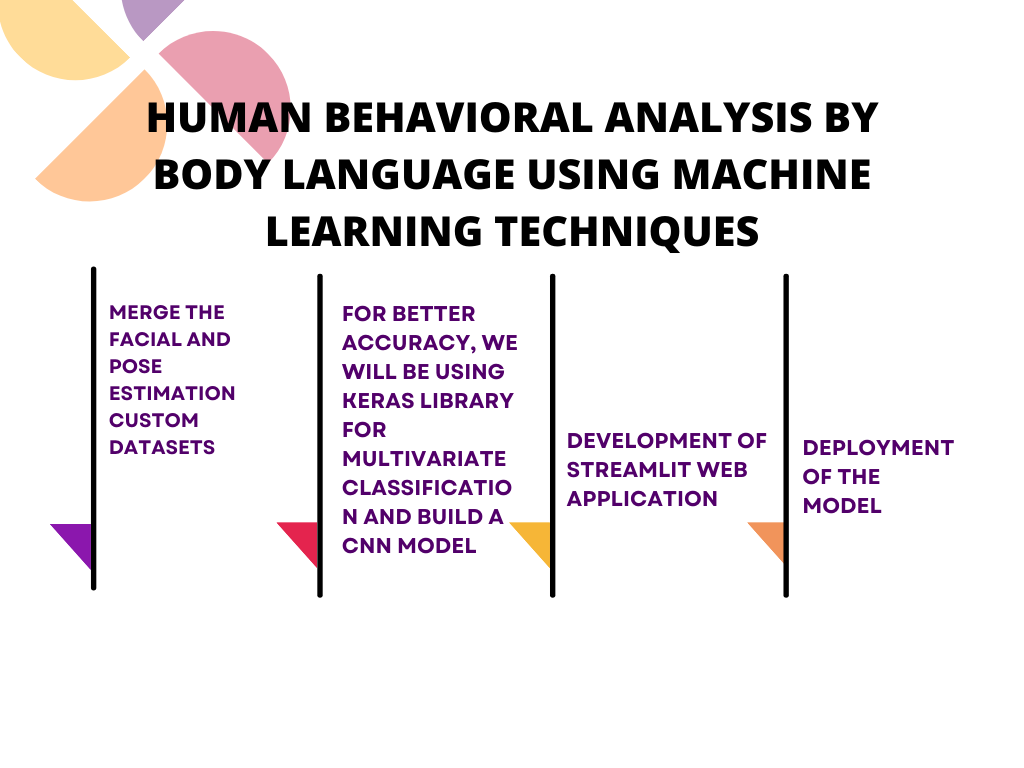 HUMAN BEHAVIORAL ANALYSIS BY
BODY LANGUAGE USING MACHINE
LEARNING TECHNIQUES
MERGE THE
FACIAL AND
POSE
ESTIMATION
CUSTOM
DATASETS
FOR BETTER
ACCURACY, WE
WILL BE USING
KERAS LIBRARY
FOR
MULTIVARIATE
CLASSIFICATIO
N AND BUILD A
CNN MODEL
DEVELOPMENT OF
STREAMLIT WEB
APPLICATION
DEPLOYMENT
OF THE
MODEL